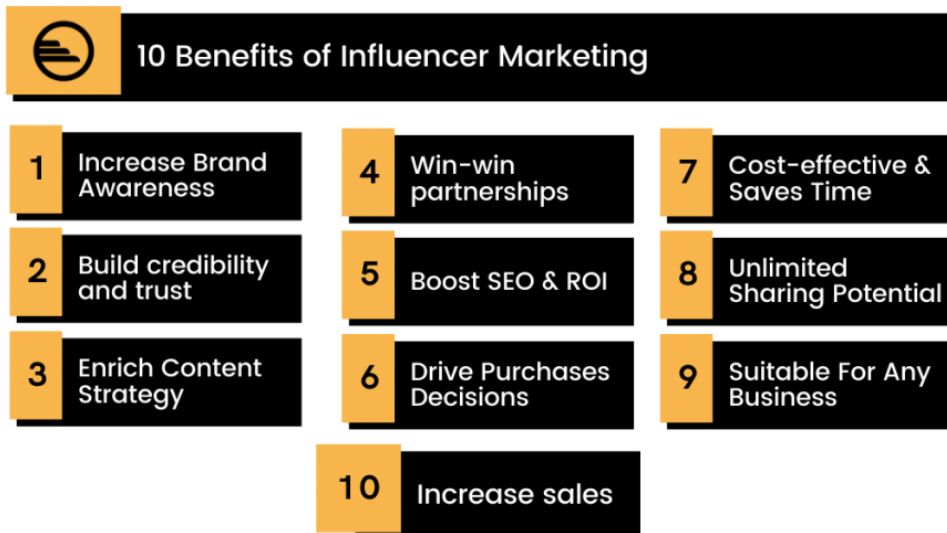 10 Benefits of Influencer Marketing
1
Increase Brand
Awareness
2
Build credibility
and trust
3
Enrich Content
Strategy
4
Win-win
partnerships
5
Boost SEO & ROI
6
Drive Purchases
Decisions
7
Cost-effective &
Saves Time
8
Unlimited
Sharing Potential
9
Suitable For Any
Business
10
Increase sales